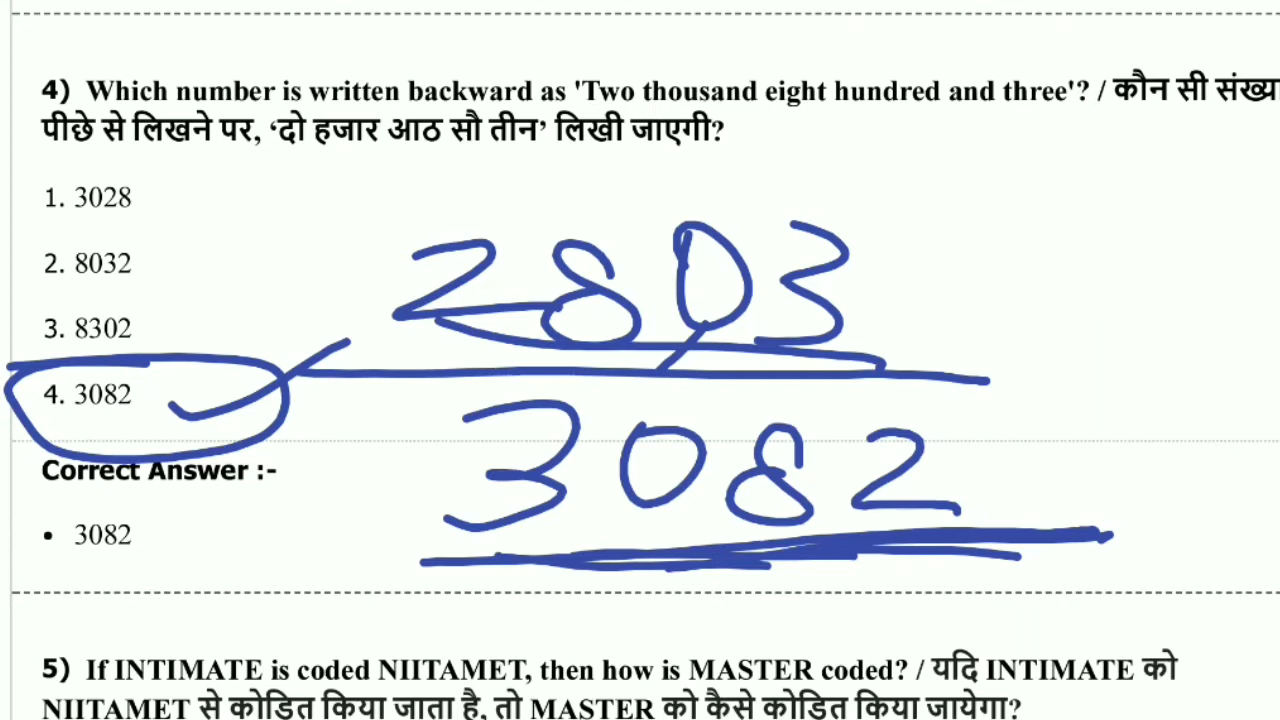 4) Which number is written backward as 'Two thousand eight hundred and three'? / कौन सी संख्या
पीछे से लिखने पर, ‘दो हजार आठ सौ तीन’ लिखी जाएगी?
1. 3028
2. 8032
3. 8302
4. 3082
2803
3082
Correct Answer :-
• 3082
5) If INTIMATE is coded NIITAMET, then how is MASTER coded? / यदि INTIMATE को
NIITAMET से कोडित किया जाता है, तो MASTER को कैसे कोडित किया जायेगा?